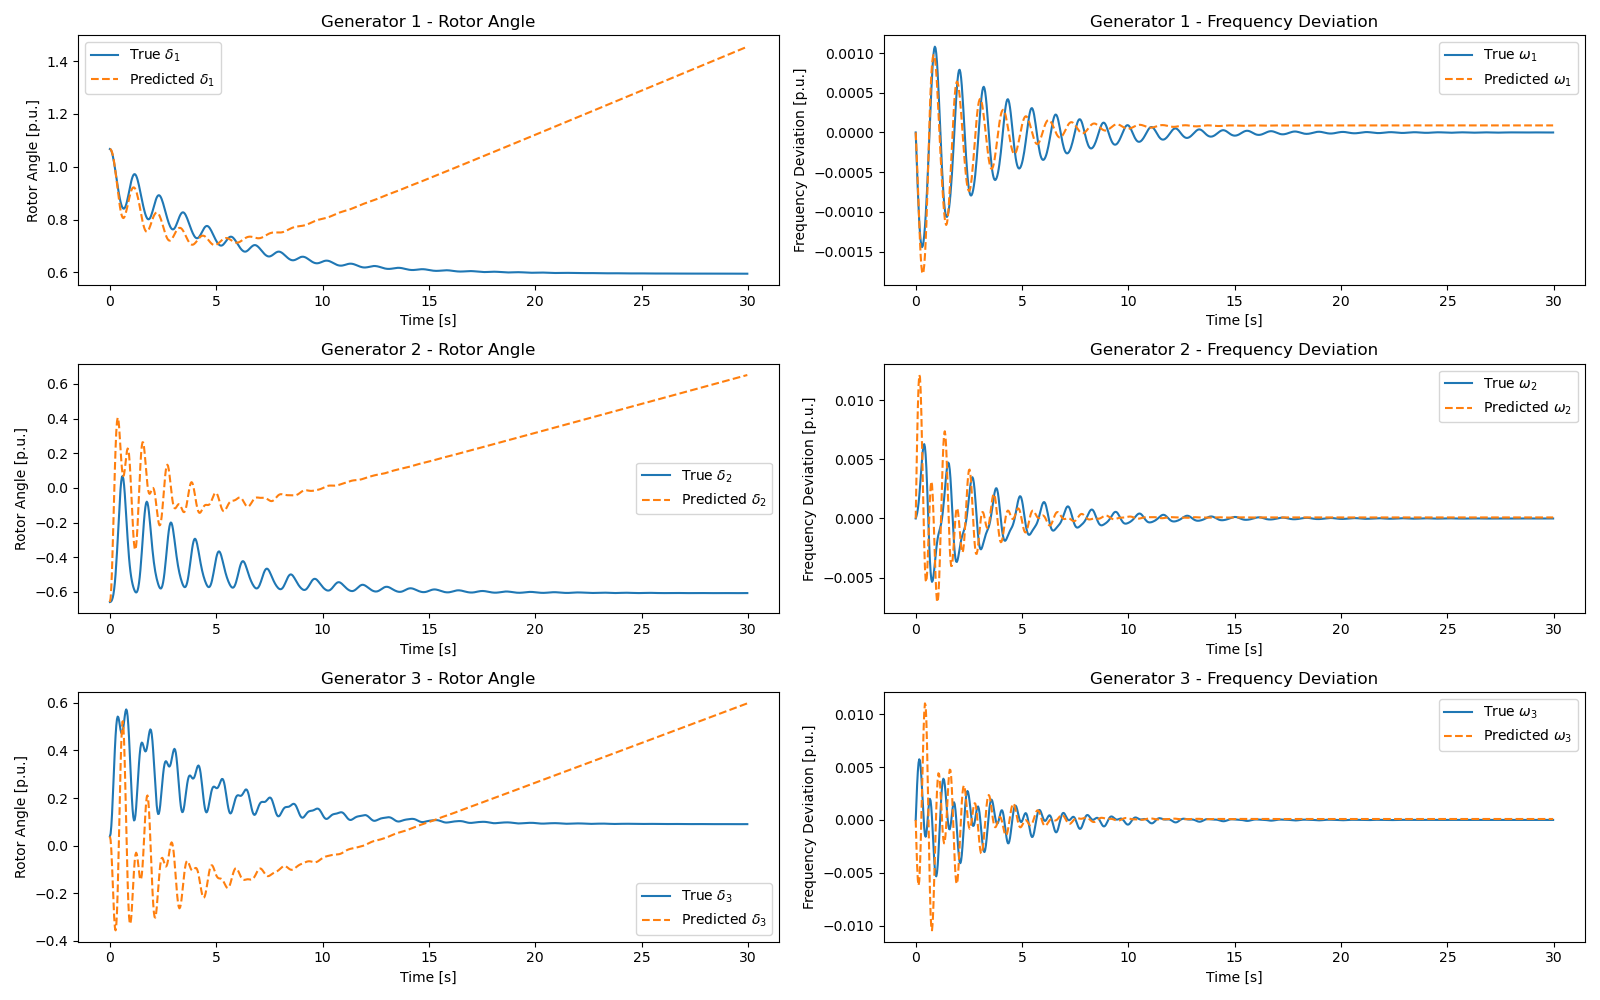 Generator 1 - Rotor Angle
Rotor Angle [p.u.]
1.4
1.2
1.0
0.8
0.6
True δ₁
Predicted δ₁
0 5 10 15 20 25 30
Time [s]
Generator 1 - Frequency Deviation
Frequency Deviation [p.u.]
0.0010
0.0005
0.0000
−0.0005
−0.0010
−0.0015
True ω₁
Predicted ω₁
0 5 10 15 20 25 30
Time [s]
Generator 2 - Rotor Angle
Rotor Angle [p.u.]
0.6
0.4
0.2
0.0
−0.2
−0.4
−0.6
True δ₂
Predicted δ₂
0 5 10 15 20 25 30
Time [s]
Generator 2 - Frequency Deviation
Frequency Deviation [p.u.]
0.010
0.005
0.000
−0.005
True ω₂
Predicted ω₂
0 5 10 15 20 25 30
Time [s]
Generator 3 - Rotor Angle
Rotor Angle [p.u.]
0.6
0.4
0.2
0.0
−0.2
−0.4
True δ₃
Predicted δ₃
0 5 10 15 20 25 30
Time [s]
Generator 3 - Frequency Deviation
Frequency Deviation [p.u.]
0.010
0.005
0.000
−0.005
−0.010
True ω₃
Predicted ω₃
0 5 10 15 20 25 30
Time [s]